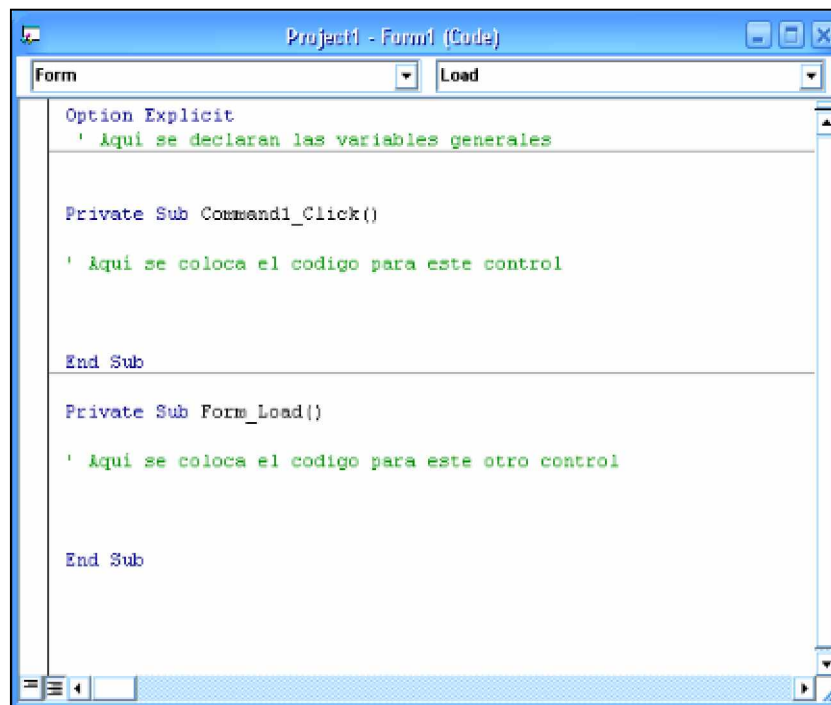 Project1 - Form1 (Code)
Form Load
Option Explicit
' Aquí se declaran las variables generales
Private Sub Command1_Click()
' Aquí se coloca el codigo para este control
End Sub
Private Sub Form_Load()
' Aquí se coloca el codigo para este otro control
End Sub